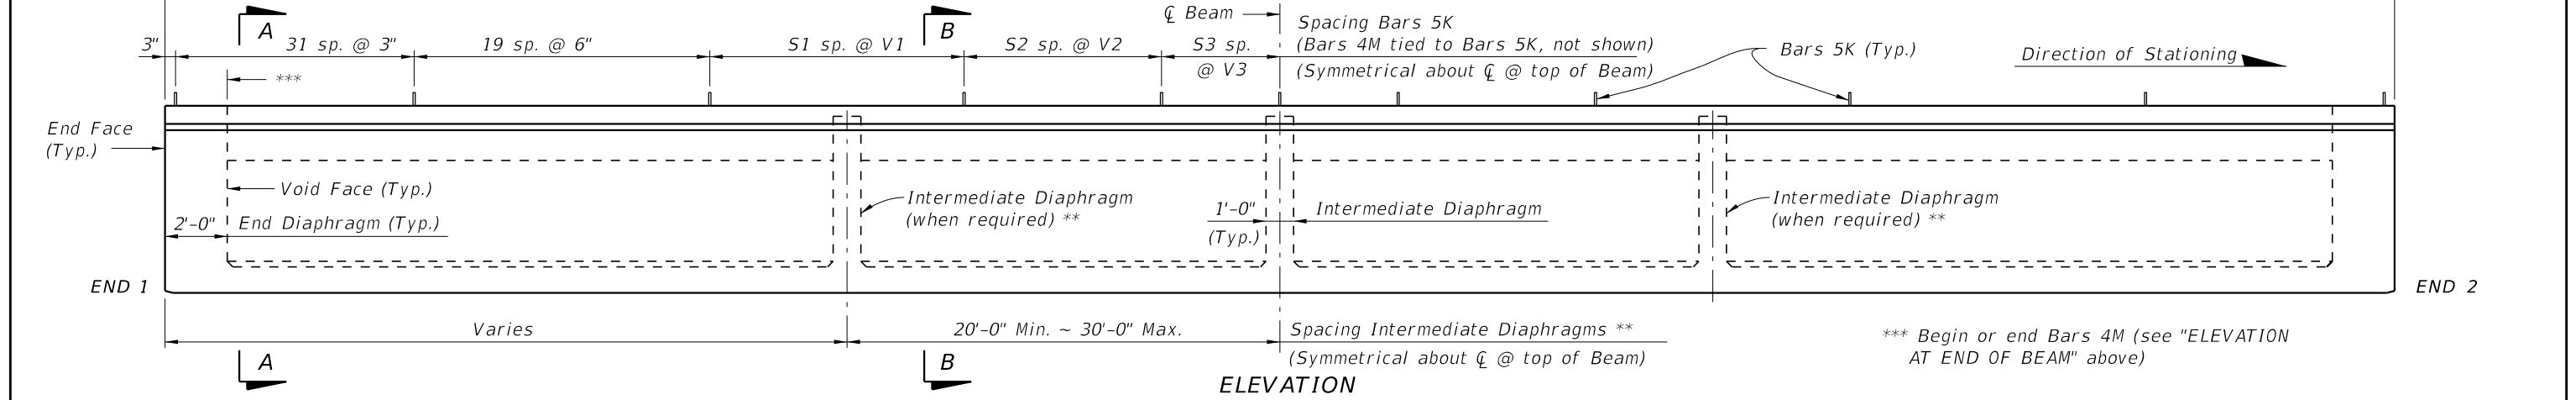 A
B
℄ Beam
Spacing Bars 5K
3"
31 sp. @ 3"
19 sp. @ 6"
S1 sp. @ V1
S2 sp. @ V2
S3 sp.
@ V3
(Bars 4M tied to Bars 5K, not shown)
(Symmetrical about ℄ @ top of Beam)
Bars 5K (Typ.)
Direction of Stationing
***
End Face
(Typ.)
Void Face (Typ.)
2'-0"
End Diaphragm (Typ.)
Intermediate Diaphragm
(when required) **
1'-0"
(Typ.)
Intermediate Diaphragm
Intermediate Diaphragm
(when required) **
END 1
END 2
Varies
20'-0" Min. ~ 30'-0" Max.
Spacing Intermediate Diaphragms **
(Symmetrical about ℄ @ top of Beam)
*** Begin or end Bars 4M (see "ELEVATION
AT END OF BEAM" above)
A
B
ELEVATION